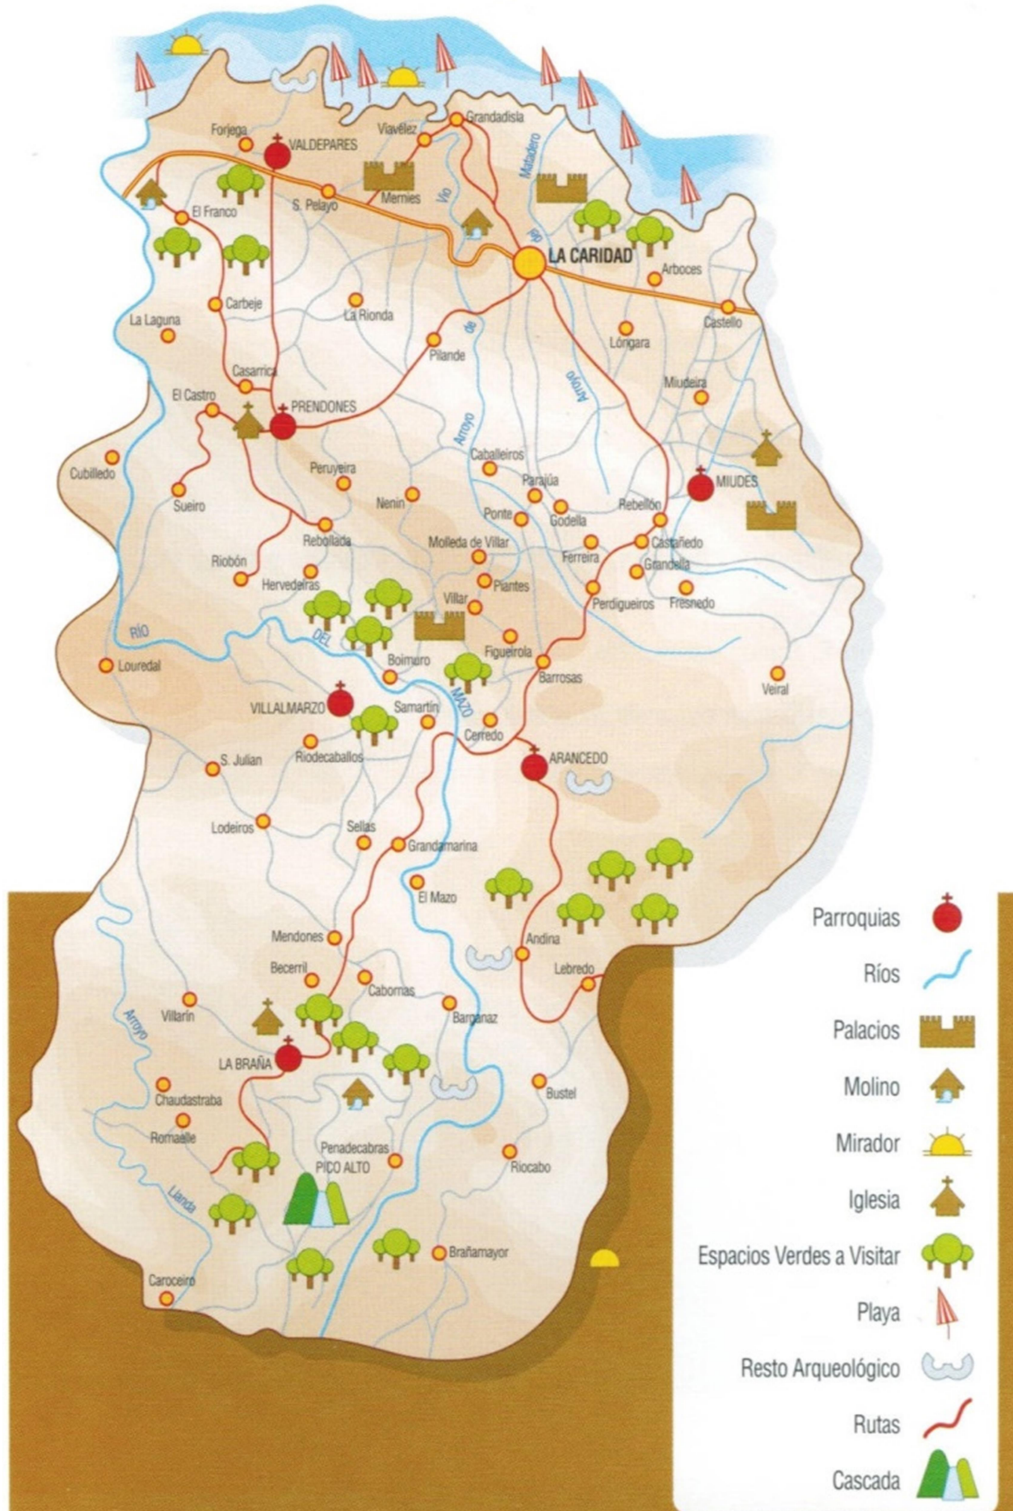 Forjega
VALDEPARES
Viavélez
Grandadisla
Matadero
de
Vio
Mernies
S. Pelayo
El Franco
LA CARIDAD
Arboces
Carbeje
La Rionda
Castello
La Laguna
Pilande
de
Lóngara
Arroyo
Casarrica
Miudeira
El Castro
PRENDONES
Arroyo
Cubilledo
Peruyeira
Caballeiros
Parajúa
MIUDES
Sueiro
Nenin
Ponte
Godella
Rebellón
Rebollada
Molleda de Villar
Ferreira
Castañedo
Riobón
Hervedeiras
Piantes
Grandella
Villar
Perdigueiros
Fresnedo
RÍO
DEL
Figueirola
Louredal
Boimuro
Barrosas
Veiral
MAZO
VILLALMARZO
Samartín
Cerredo
S. Julian
Riodecaballos
ARANCEDO
Lodeiros
Sellas
Grandamarina
El Mazo
Mendones
Andina
Becerril
Lebredo
Cabornas
Villarín
Barganaz
Arroyo
LA BRAÑA
Chaudastraba
Bustel
Romaelle
Penadecabras
PICO ALTO
Riocabo
Llanda
Brañamayor
Caroceiro
Parroquias
Ríos
Palacios
Molino
Mirador
Iglesia
Espacios Verdes a Visitar
Playa
Resto Arqueológico
Rutas
Cascada